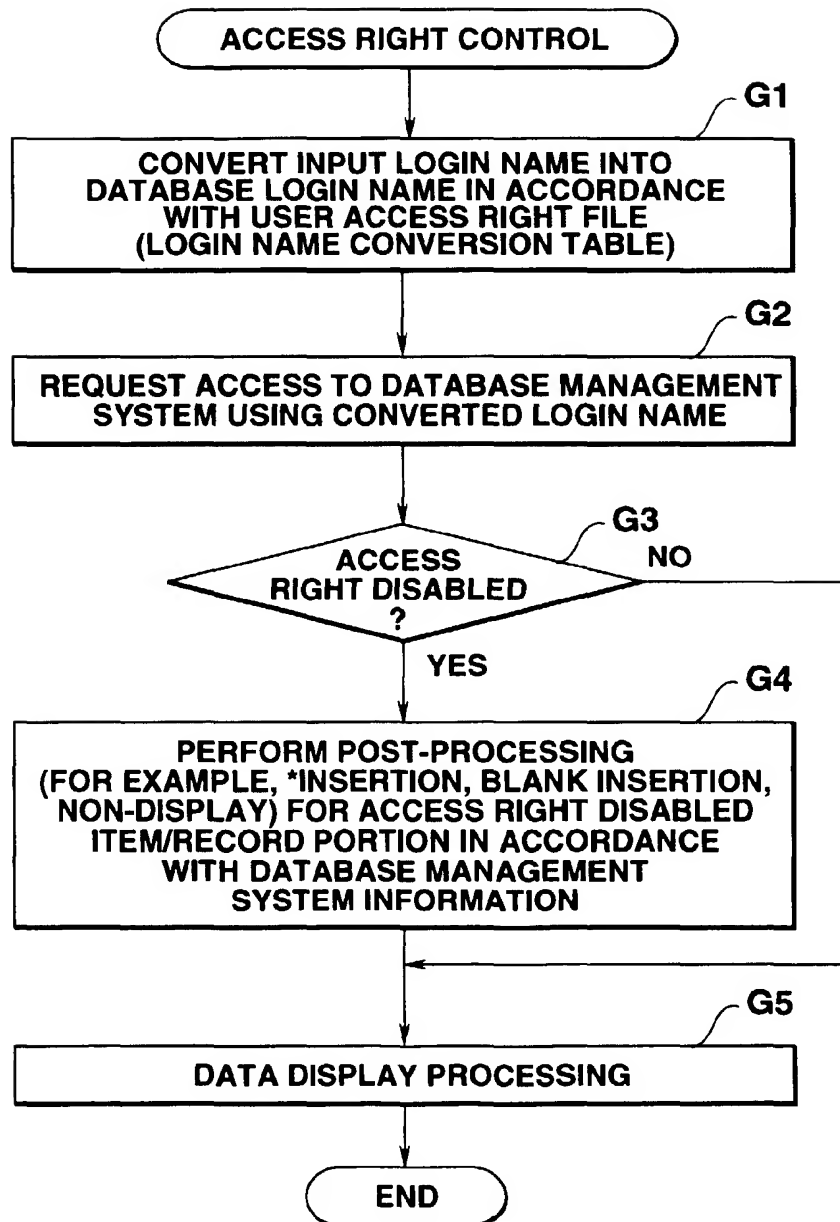 ACCESS RIGHT CONTROL
G1
CONVERT INPUT LOGIN NAME INTO
DATABASE LOGIN NAME IN ACCORDANCE
WITH USER ACCESS RIGHT FILE
(LOGIN NAME CONVERSION TABLE)
G2
REQUEST ACCESS TO DATABASE MANAGEMENT
SYSTEM USING CONVERTED LOGIN NAME
G3
ACCESS
RIGHT DISABLED
?
NO
YES
G4
PERFORM POST-PROCESSING
(FOR EXAMPLE, *INSERTION, BLANK INSERTION,
NON-DISPLAY) FOR ACCESS RIGHT DISABLED
ITEM/RECORD PORTION IN ACCORDANCE
WITH DATABASE MANAGEMENT
SYSTEM INFORMATION
G5
DATA DISPLAY PROCESSING
END